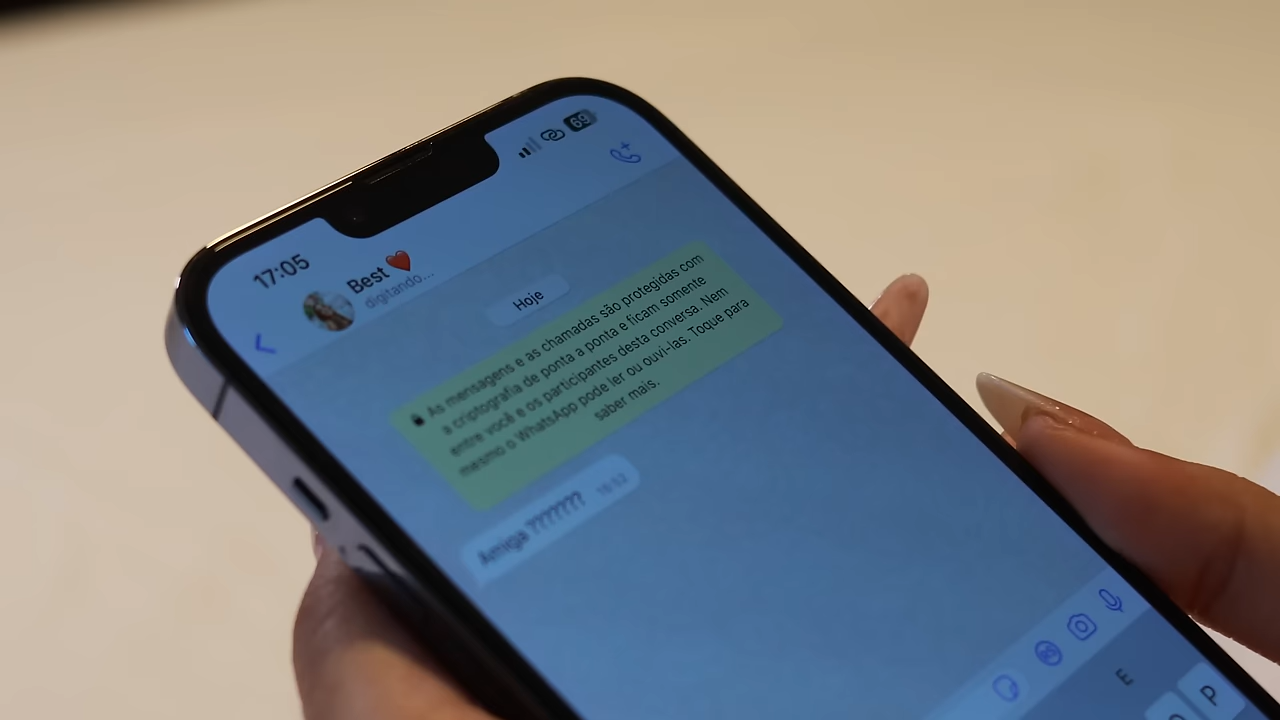 17:05
69
Best ❤️
digitando...
Hoje
As mensagens e as chamadas são protegidas com
a criptografia de ponta a ponta e ficam somente
entre você e os participantes desta conversa. Nem
mesmo o WhatsApp pode ler ou ouvi-las. Toque para
saber mais.
Amiga ???????
E
P